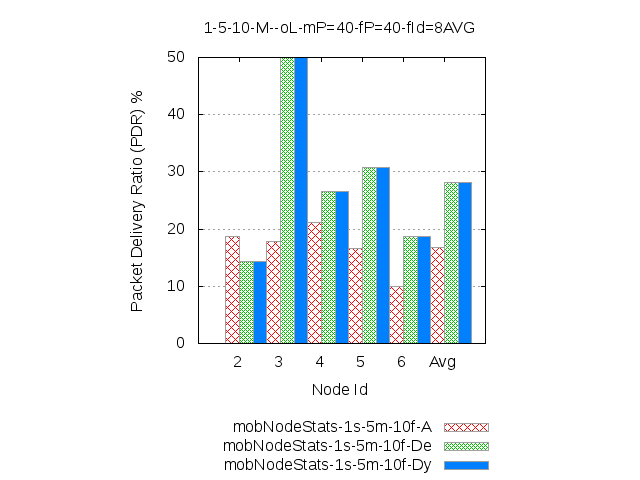 1-5-10-M--oL-mP=40-fP=40-fId=8AVG
Packet Delivery Ratio (PDR) %
50
40
30
20
10
0
2 3 4 5 6 Avg
Node Id
mobNodeStats-1s-5m-10f-A
mobNodeStats-1s-5m-10f-De
mobNodeStats-1s-5m-10f-Dy